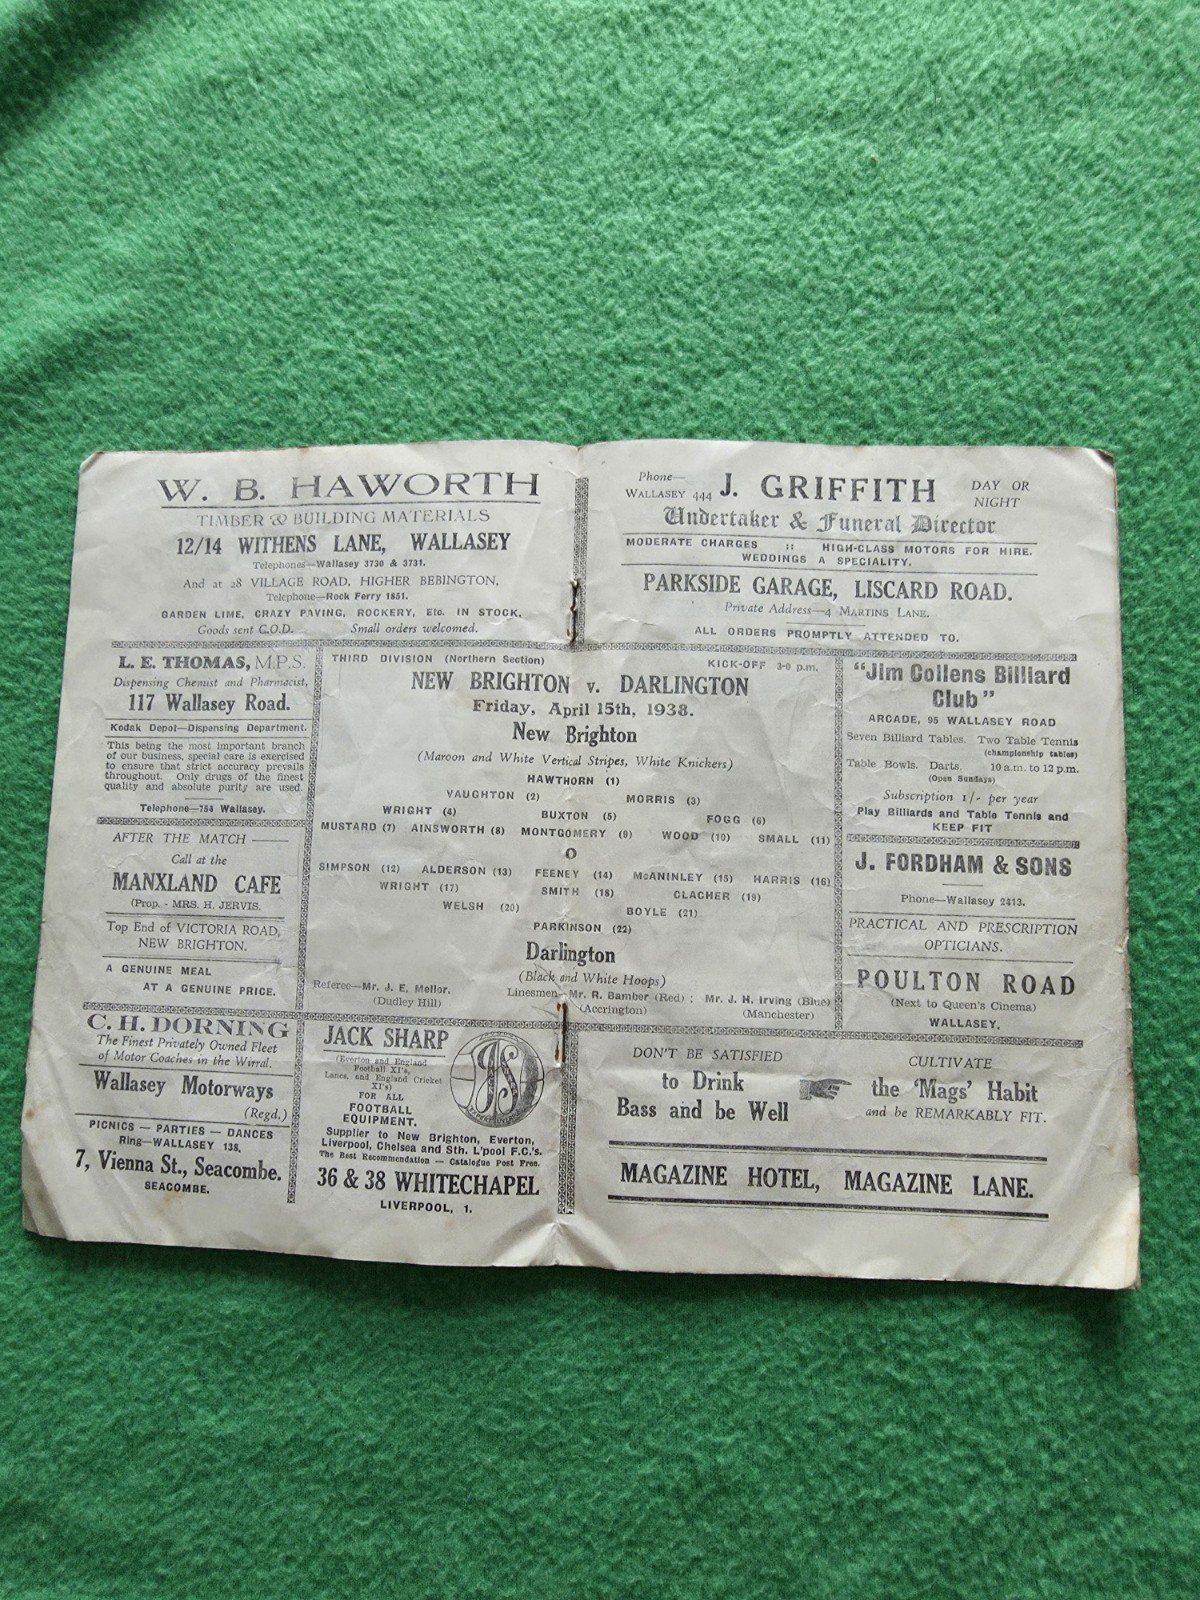 W. B. HAWORTH
TIMBER & BUILDING MATERIALS
12/14 WITHENS LANE, WALLASEY
Telephones—Wallasey 3730 & 3731.
And at 28 VILLAGE ROAD, HIGHER BEBINGTON,
Telephone—Rock Ferry 1851.
GARDEN LIME, CRAZY PAVING, ROCKERY, Etc. IN STOCK.
Goods sent C.O.D. Small orders welcomed.
Phone—
WALLASEY 444 J. GRIFFITH DAY OR
NIGHT
Undertaker & Funeral Director
MODERATE CHARGES :: HIGH-CLASS MOTORS FOR HIRE.
WEDDINGS A SPECIALITY.
PARKSIDE GARAGE, LISCARD ROAD.
Private Address—4 MARTINS LANE.
ALL ORDERS PROMPTLY ATTENDED TO.
L. E. THOMAS, M.P.S.
Dispensing Chemist and Pharmacist,
117 Wallasey Road.
Kodak Depot—Dispensing Department.
This being the most important branch
of our business, special care is exercised
to ensure that strict accuracy prevails
throughout. Only drugs of the finest
quality and absolute purity are used.
Telephone—754 Wallasey.
AFTER THE MATCH ——
Call at the
MANXLAND CAFE
(Prop. - MRS. H. JERVIS.
Top End of VICTORIA ROAD,
NEW BRIGHTON.
A GENUINE MEAL
AT A GENUINE PRICE.
THIRD DIVISION (Northern Section) KICK-OFF 3-0 p.m.
NEW BRIGHTON v. DARLINGTON
Friday, April 15th, 1938.
New Brighton
(Maroon and White Vertical Stripes, White Knickers)
HAWTHORN (1)
VAUGHTON (2) MORRIS (3)
WRIGHT (4) BUXTON (5) FOGG (6)
MUSTARD (7) AINSWORTH (8) MONTGOMERY (9) WOOD (10) SMALL (11)
O
SIMPSON (12) ALDERSON (13) FEENEY (14) McANINLEY (15) HARRIS (16)
WRIGHT (17) SMITH (18) CLACHER (19)
WELSH (20) BOYLE (21)
PARKINSON (22)
Darlington
(Black and White Hoops)
Referee—Mr. J. E. Mellor.
(Dudley Hill)
Linesmen—Mr. R. Bamber (Red) ; Mr. J. H. Irving (Blue)
(Accrington) (Manchester)
"Jim Collens Billiard
Club"
ARCADE, 95 WALLASEY ROAD
Seven Billiard Tables. Two Table Tennis
(championship tables)
Table Bowls. Darts. 10 a.m. to 12 p.m.
(Open Sundays)
Subscription 1/- per year
Play Billiards and Table Tennis and
KEEP FIT
J. FORDHAM & SONS
Phone—Wallasey 2413.
PRACTICAL AND PRESCRIPTION
OPTICIANS.
POULTON ROAD
(Next to Queen's Cinema)
WALLASEY.
C. H. DORNING
The Finest Privately Owned Fleet
of Motor Coaches in the Wirral.
Wallasey Motorways
(Regd.)
PICNICS — PARTIES — DANCES
Ring—WALLASEY 138,
7, Vienna St., Seacombe.
SEACOMBE.
JACK SHARP
(Everton and England
Football XI's,
Lancs. and England Cricket
XI's)
FOR ALL
FOOTBALL
EQUIPMENT.
JS
Supplier to New Brighton, Everton,
Liverpool, Chelsea and Sth. L'pool F.C.'s.
The Best Recommendation — Catalogue Post Free.
36 & 38 WHITECHAPEL
LIVERPOOL, 1.
DON'T BE SATISFIED
to Drink
Bass and be Well
CULTIVATE
the 'Mags' Habit
and be REMARKABLY FIT.
MAGAZINE HOTEL, MAGAZINE LANE.